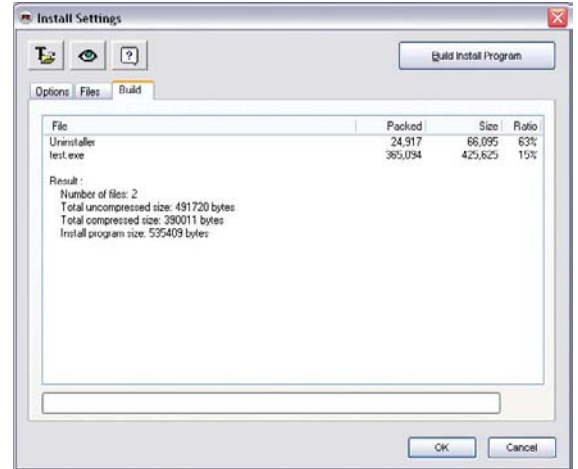 Install Settings
Build Install Program
Options Files Build
File Packed Size Ratio
Uninstaller 24,917 66,095 63%
test.exe 365,094 425,625 15%
Result :
Number of files: 2
Total uncompressed size: 491720 bytes
Total compressed size: 390011 bytes
Install program size: 535409 bytes
OK Cancel